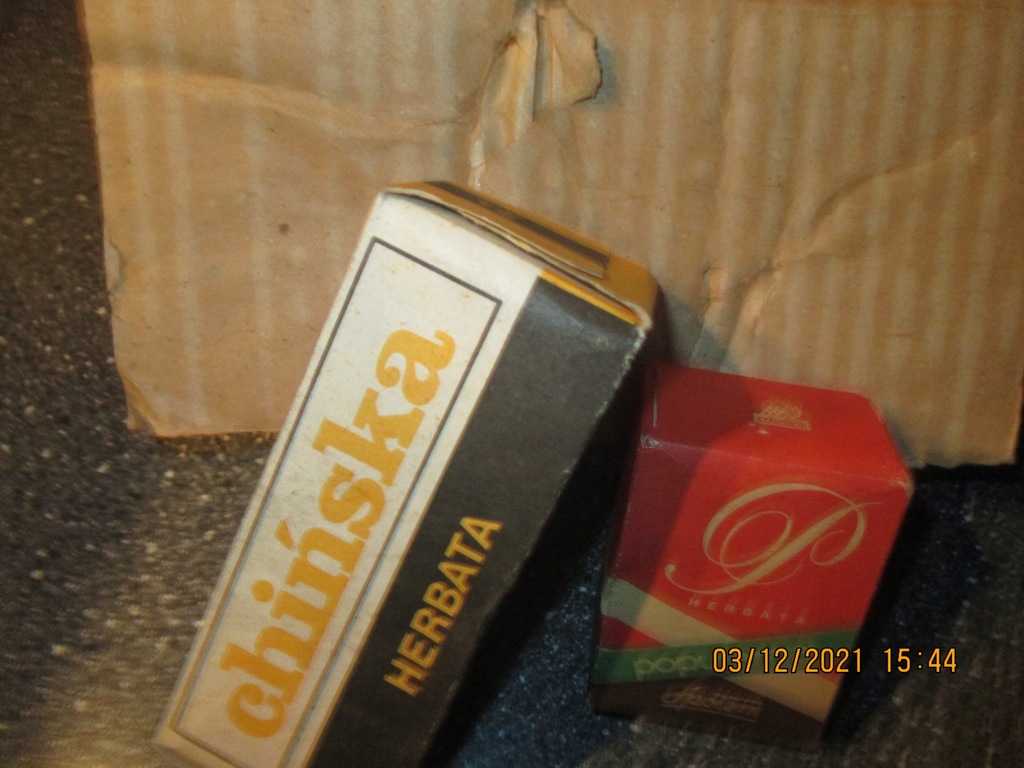 chińska
HERBATA
P
HERBATA
03/12/2021 15:44